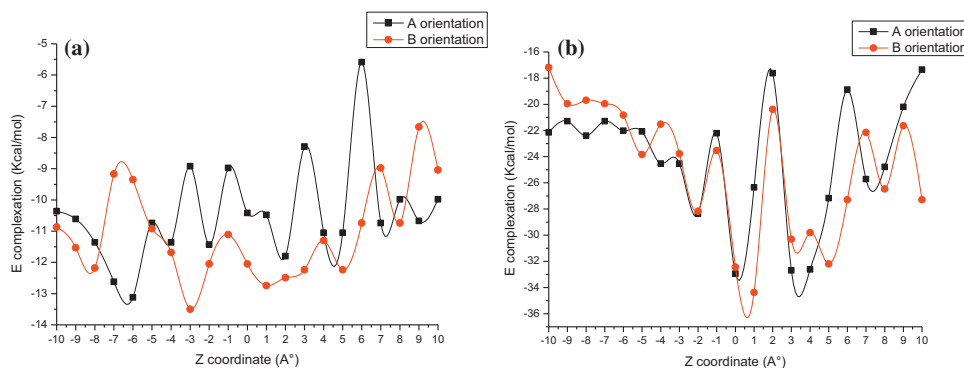 (a)
A orientation
B orientation
E complexation (Kcal/mol)
-5
-6
-7
-8
-9
-10
-11
-12
-13
-14
-10 -9 -8 -7 -6 -5 -4 -3 -2 -1 0 1 2 3 4 5 6 7 8 9 10
Z coordinate (A°)
(b)
A orientation
B orientation
E complexation (Kcal/mol)
-16
-18
-20
-22
-24
-26
-28
-30
-32
-34
-36
-10 -9 -8 -7 -6 -5 -4 -3 -2 -1 0 1 2 3 4 5 6 7 8 9 10
Z coordinate (A°)